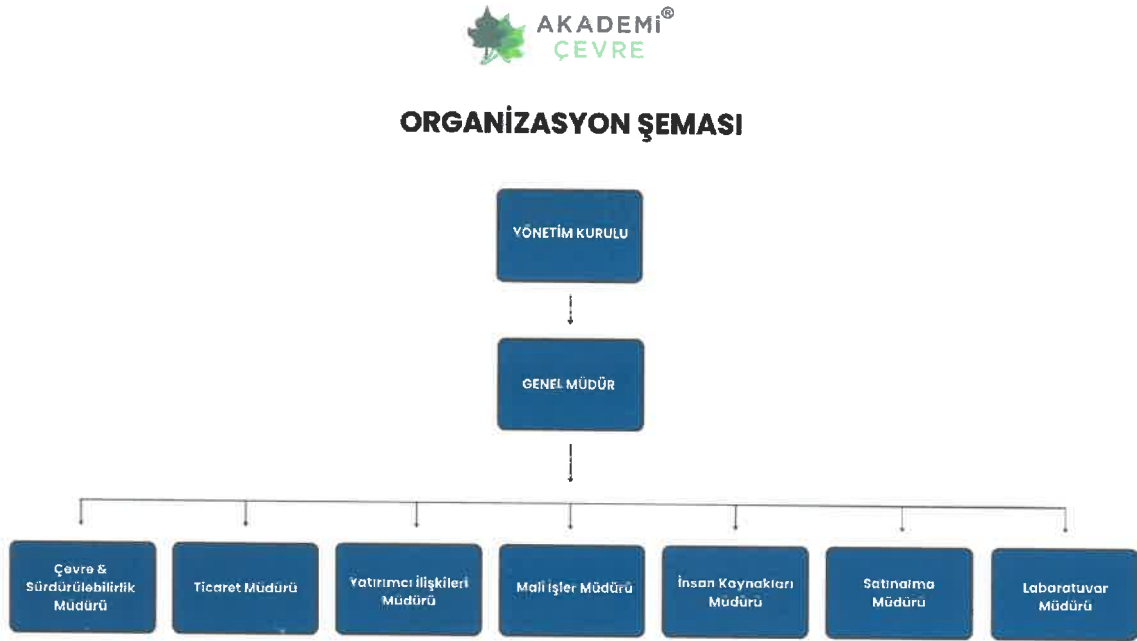 AKADEMİ®
ÇEVRE
ORGANİZASYON ŞEMASI
YÖNETİM KURULU
GENEL MÜDÜR
Çevre &
Sürdürülebilirlik
Müdürü
Ticaret Müdürü
Yatırımcı İlişkileri
Müdürü
Mali İşler Müdürü
İnsan Kaynakları
Müdürü
Satınalma
Müdürü
Labaratuvar
Müdürü